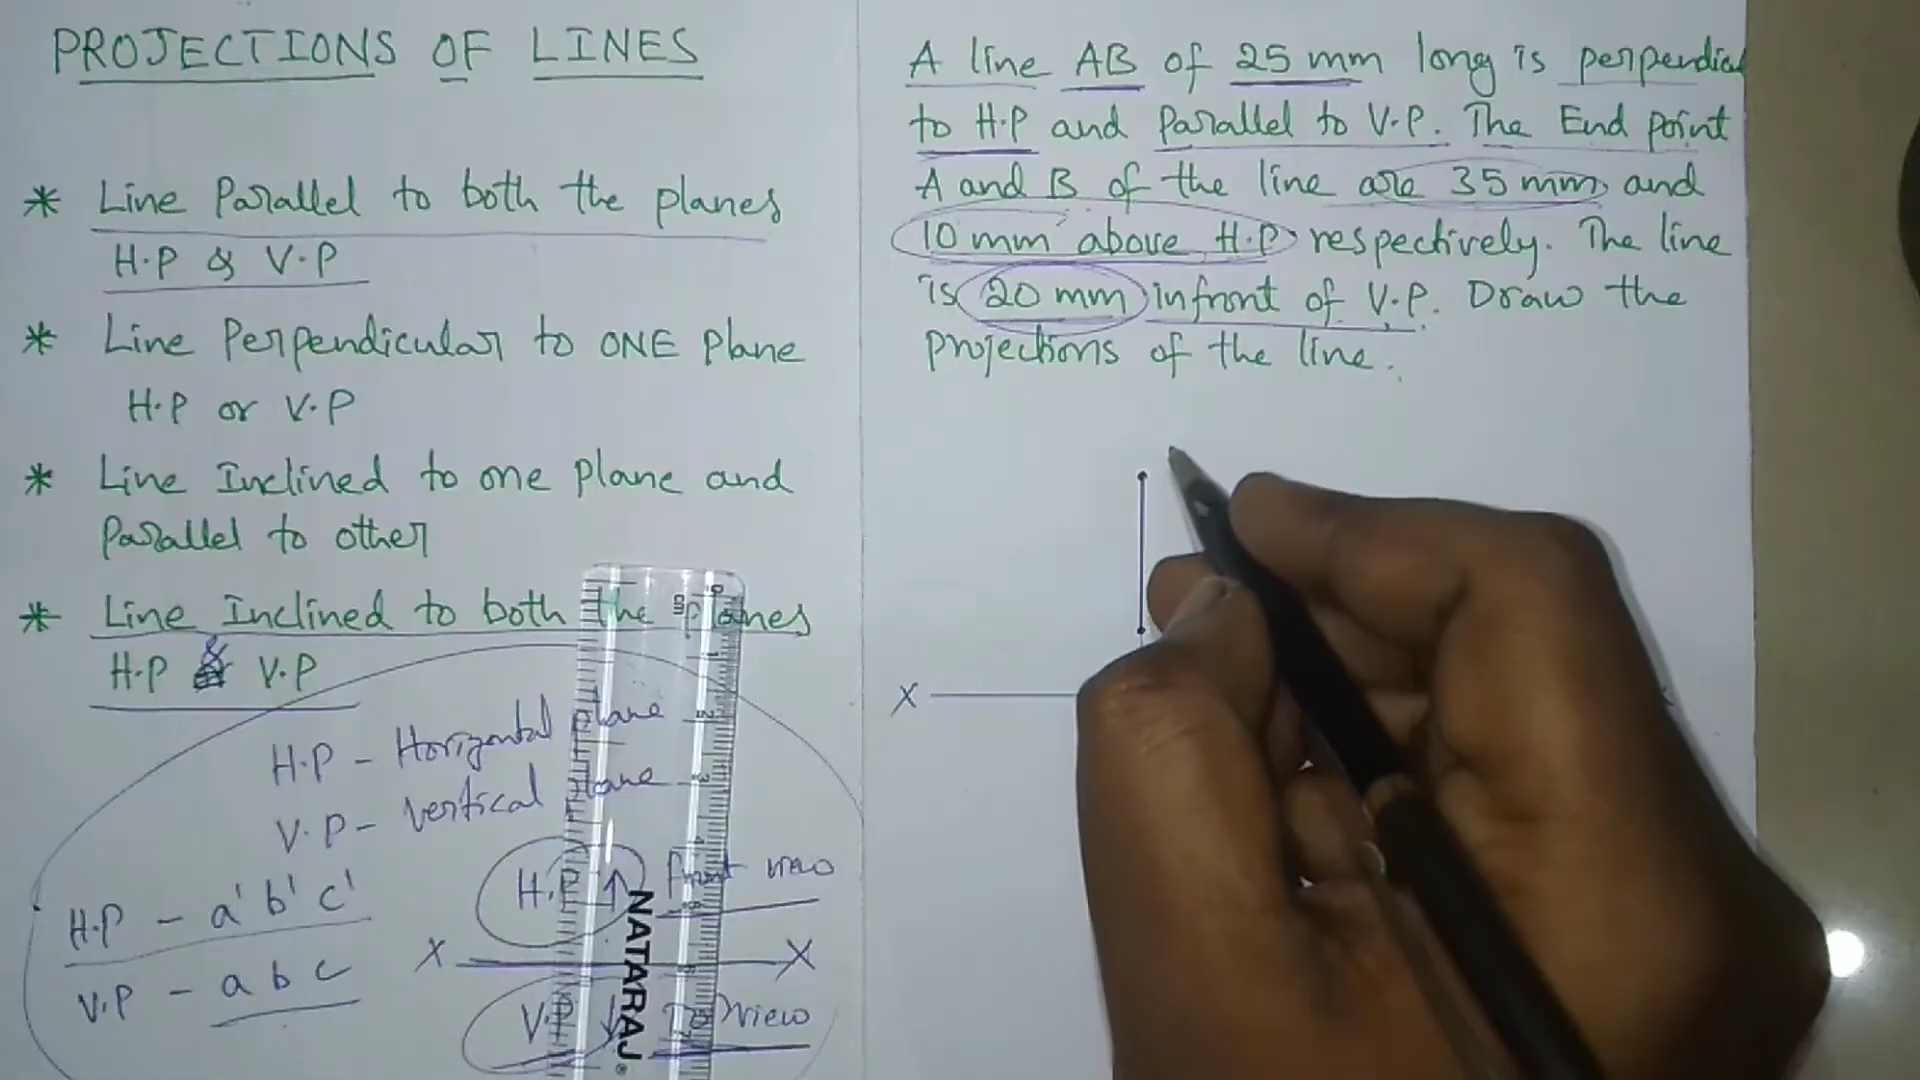 PROJECTIONS OF LINES
* Line Parallel to both the planes
H.P & V.P
* Line Perpendicular to ONE Plane
H.P or V.P
* Line Inclined to one Plane and
Parallel to other
* Line Inclined to both the Planes
H.P & V.P
H.P - Horizontal plane
V.P - Vertical plane
H.P - a' b' c'
V.P - a b c
H.P ↑ Front view
X X
V.P ↓ view
NATARAJ
A line AB of 25 mm long is perpendicul
to H.P and Parallel to V.P. The End point
A and B of the line are 35 mm and
10 mm above H.P respectively. The line
is 20 mm infront of V.P. Draw the
projections of the line.
X